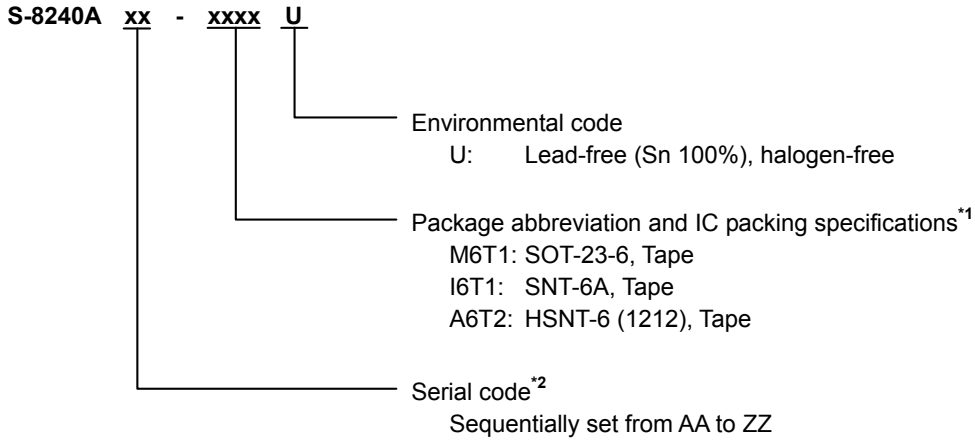 S-8240A xx - xxxx U
Environmental code
U: Lead-free (Sn 100%), halogen-free
Package abbreviation and IC packing specifications*1
M6T1: SOT-23-6, Tape
I6T1: SNT-6A, Tape
A6T2: HSNT-6 (1212), Tape
Serial code*2
Sequentially set from AA to ZZ